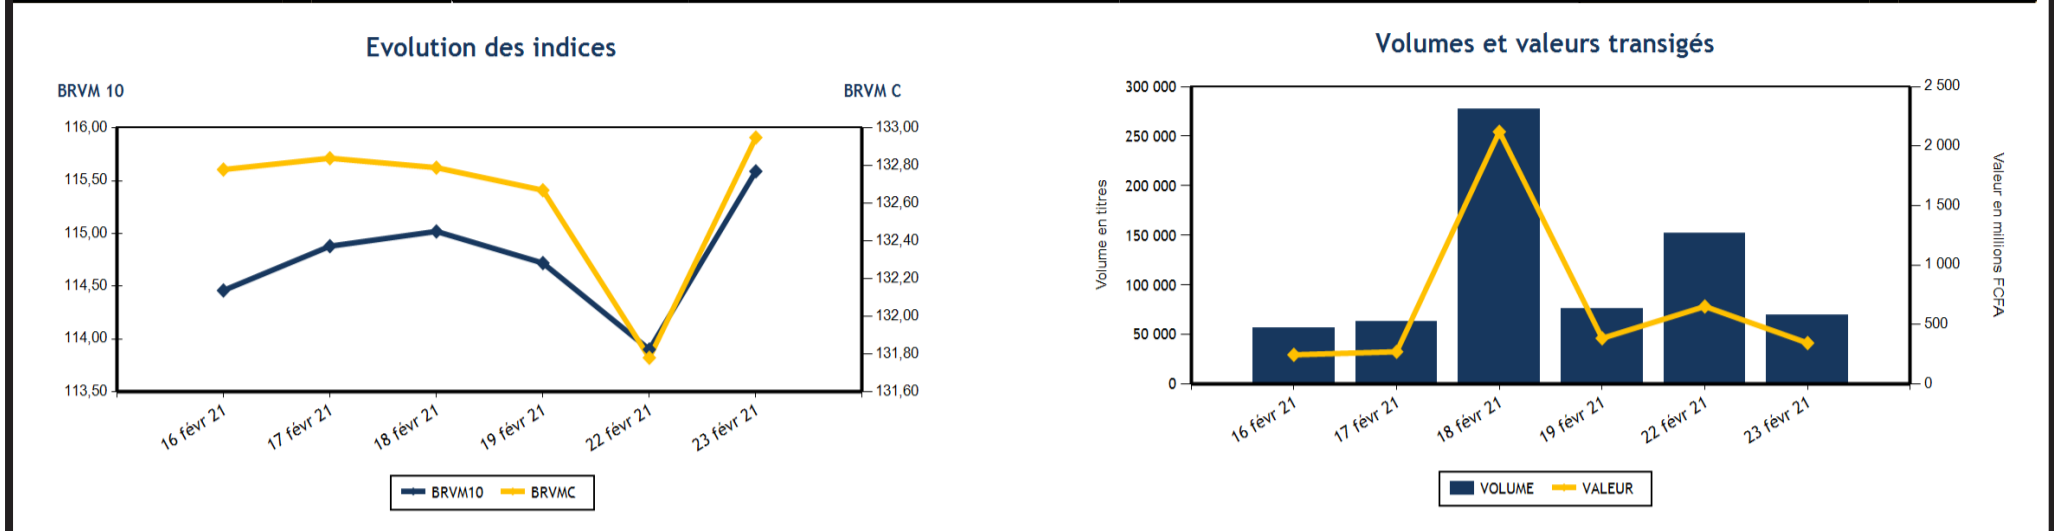 Evolution des indices
BRVM 10
BRVM C
116,00
115,50
115,00
114,50
114,00
113,50
133,00
132,80
132,60
132,40
132,20
132,00
131,80
131,60
16 févr 21
17 févr 21
18 févr 21
19 févr 21
22 févr 21
23 févr 21
BRVM10
BRVMC
Volumes et valeurs transigés
Volume en titres
300 000
250 000
200 000
150 000
100 000
50 000
0
2 500
2 000
1 500
1 000
500
0
Valeur en millions FCFA
16 févr 21
17 févr 21
18 févr 21
19 févr 21
22 févr 21
23 févr 21
VOLUME
VALEUR